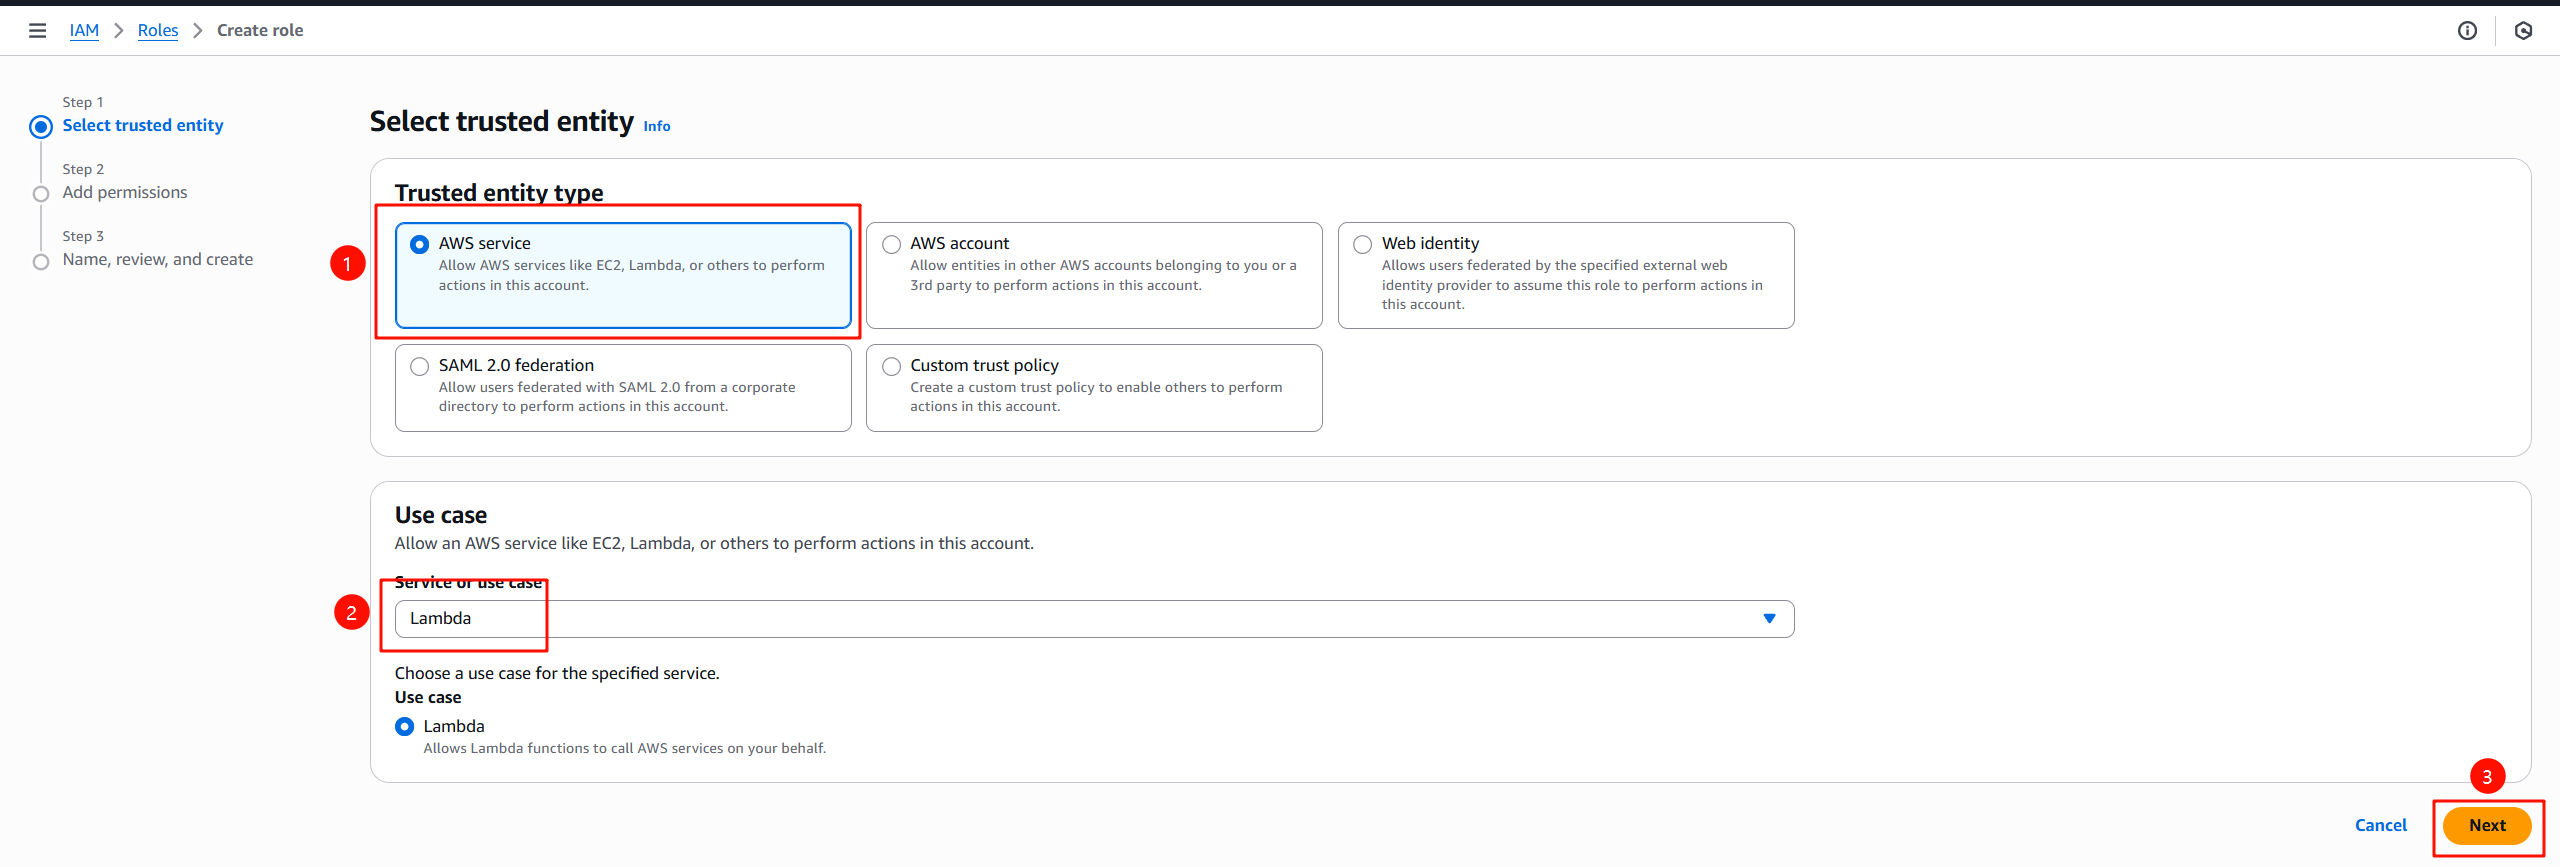 IAM > Roles > Create role
Step 1
Select trusted entity
Step 2
Add permissions
Step 3
Name, review, and create
Select trusted entity Info
Trusted entity type
1
AWS service
Allow AWS services like EC2, Lambda, or others to perform
actions in this account.
AWS account
Allow entities in other AWS accounts belonging to you or a
3rd party to perform actions in this account.
Web identity
Allows users federated by the specified external web
identity provider to assume this role to perform actions in
this account.
SAML 2.0 federation
Allow users federated with SAML 2.0 from a corporate
directory to perform actions in this account.
Custom trust policy
Create a custom trust policy to enable others to perform
actions in this account.
Use case
Allow an AWS service like EC2, Lambda, or others to perform actions in this account.
Service or use case
2
Lambda
Choose a use case for the specified service.
Use case
Lambda
Allows Lambda functions to call AWS services on your behalf.
3
Cancel
Next